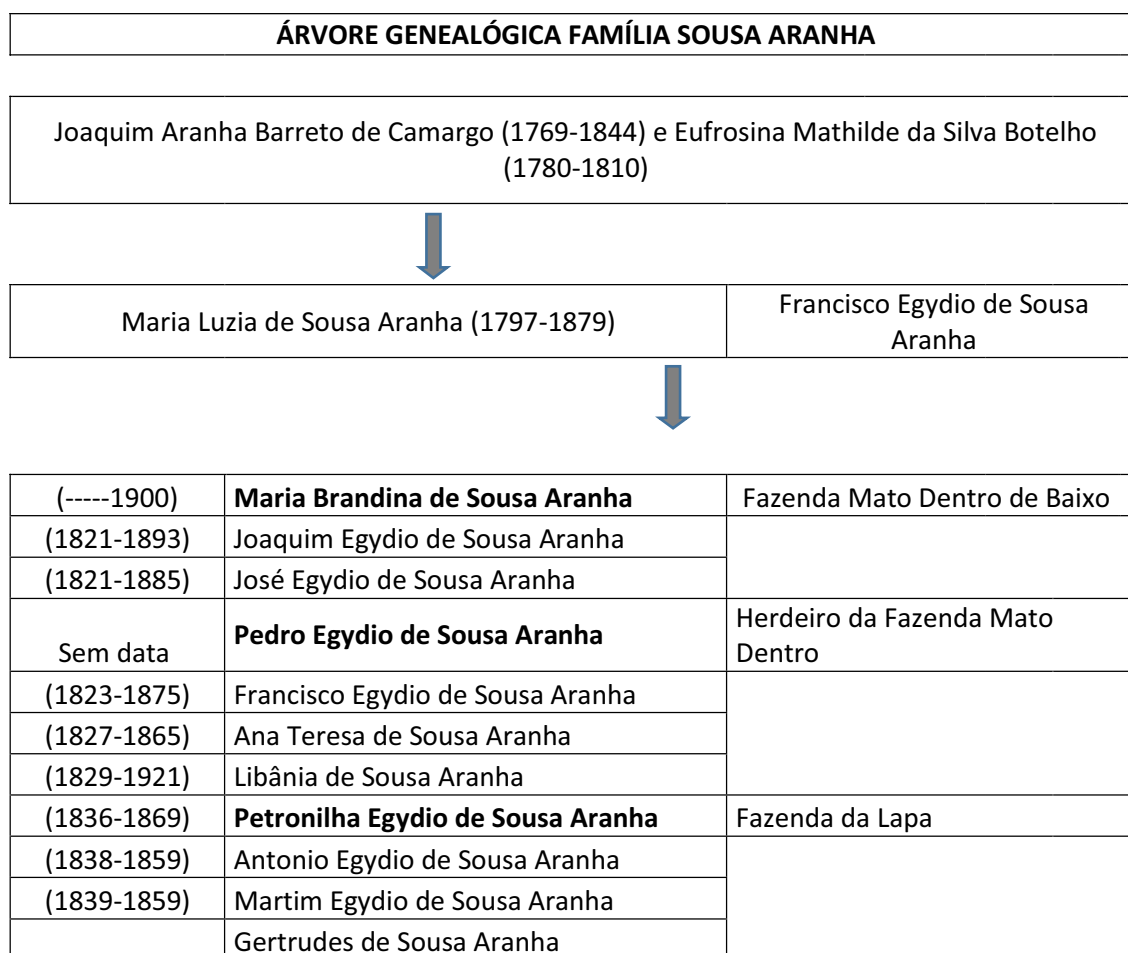 ÁRVORE GENEALÓGICA FAMÍLIA SOUSA ARANHA
Joaquim Aranha Barreto de Camargo (1769-1844) e Eufrosina Mathilde da Silva Botelho
(1780-1810)
Maria Luzia de Sousa Aranha (1797-1879)
Francisco Egydio de Sousa
Aranha
(-----1900) Maria Brandina de Sousa Aranha Fazenda Mato Dentro de Baixo
(1821-1893) Joaquim Egydio de Sousa Aranha
(1821-1885) José Egydio de Sousa Aranha
Sem data Pedro Egydio de Sousa Aranha Herdeiro da Fazenda Mato
Dentro
(1823-1875) Francisco Egydio de Sousa Aranha
(1827-1865) Ana Teresa de Sousa Aranha
(1829-1921) Libânia de Sousa Aranha
(1836-1869) Petronilha Egydio de Sousa Aranha Fazenda da Lapa
(1838-1859) Antonio Egydio de Sousa Aranha
(1839-1859) Martim Egydio de Sousa Aranha
Gertrudes de Sousa Aranha